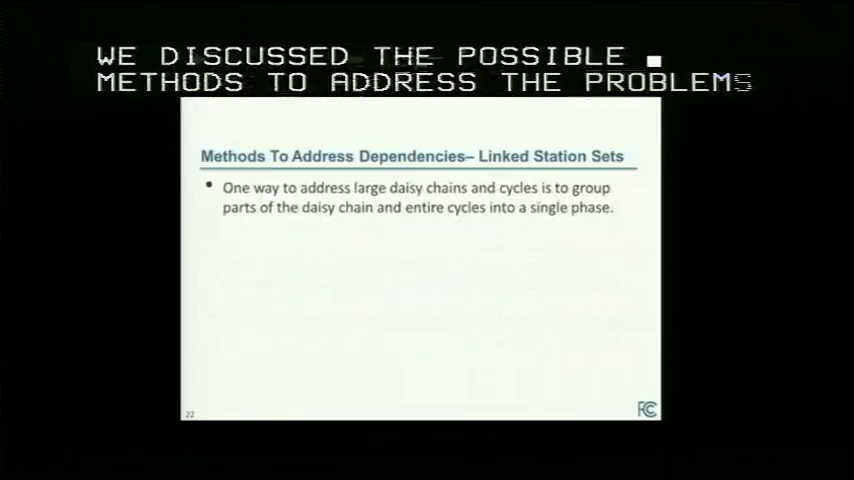 WE DISCUSSED THE POSSIBLE
METHODS TO ADDRESS THE PROBLEMS
Methods To Address Dependencies– Linked Station Sets
• One way to address large daisy chains and cycles is to group
parts of the daisy chain and entire cycles into a single phase.
22
FCC